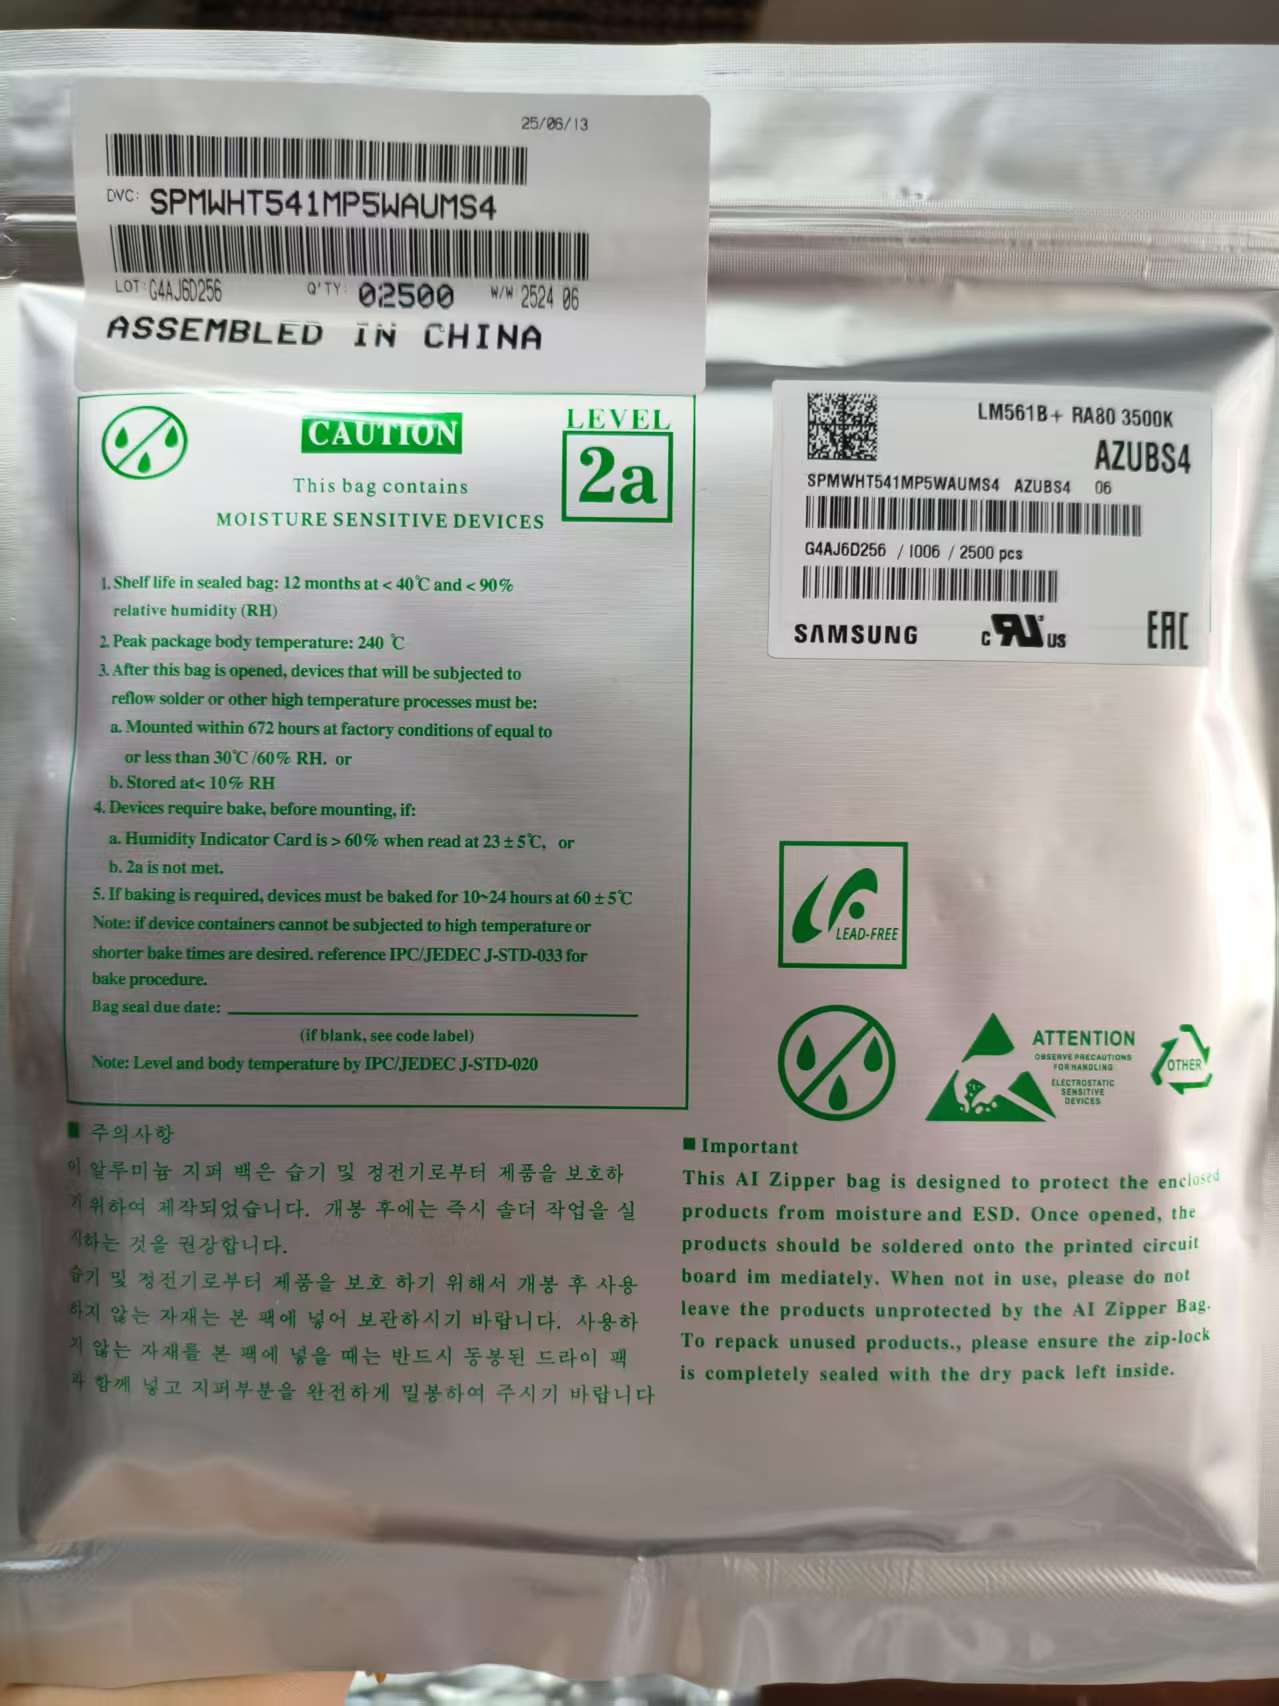 25/06/13
DVC: SPMWHT541MP5WAUMS4
LOT: G4AJ6D256 Q'TY: 02500 W/W 2524 06
ASSEMBLED IN CHINA
LM561B+ RA80 3500K
AZUBS4
SPMWHT541MP5WAUMS4 AZUBS4 06
G4AJ6D256 / I006 / 2500 pcs
SAMSUNG c RU US EAC
CAUTION
LEVEL
2a
This bag contains
MOISTURE SENSITIVE DEVICES
1. Shelf life in sealed bag: 12 months at < 40℃ and < 90%
relative humidity (RH)
2. Peak package body temperature: 240 ℃
3. After this bag is opened, devices that will be subjected to
reflow solder or other high temperature processes must be:
a. Mounted within 672 hours at factory conditions of equal to
or less than 30℃/60% RH. or
b. Stored at< 10% RH
4. Devices require bake, before mounting, if:
a. Humidity Indicator Card is > 60% when read at 23 ± 5℃, or
b. 2a is not met.
5. If baking is required, devices must be baked for 10~24 hours at 60 ± 5℃
Note: if device containers cannot be subjected to high temperature or
shorter bake times are desired. reference IPC/JEDEC J-STD-033 for
bake procedure.
Bag seal due date:
(if blank, see code label)
Note: Level and body temperature by IPC/JEDEC J-STD-020
LEAD-FREE
ATTENTION
OBSERVE PRECAUTIONS
FOR HANDLING
ELECTROSTATIC
SENSITIVE
DEVICES
OTHER
■ 주의사항
이 알루미늄 지퍼 백은 습기 및 정전기로부터 제품을 보호하
기위하여 제작되었습니다. 개봉 후에는 즉시 솔더 작업을 실
시하는 것을 권장합니다.
습기 및 정전기로부터 제품을 보호 하기 위해서 개봉 후 사용
하지 않는 자재는 본 팩에 넣어 보관하시기 바랍니다. 사용하
지 않는 자재를 본 팩에 넣을 때는 반드시 동봉된 드라이 팩
과 함께 넣고 지퍼부분을 완전하게 밀봉하여 주시기 바랍니다
■ Important
This AI Zipper bag is designed to protect the enclosed
products from moisture and ESD. Once opened, the
products should be soldered onto the printed circuit
board im mediately. When not in use, please do not
leave the products unprotected by the AI Zipper Bag.
To repack unused products., please ensure the zip-lock
is completely sealed with the dry pack left inside.